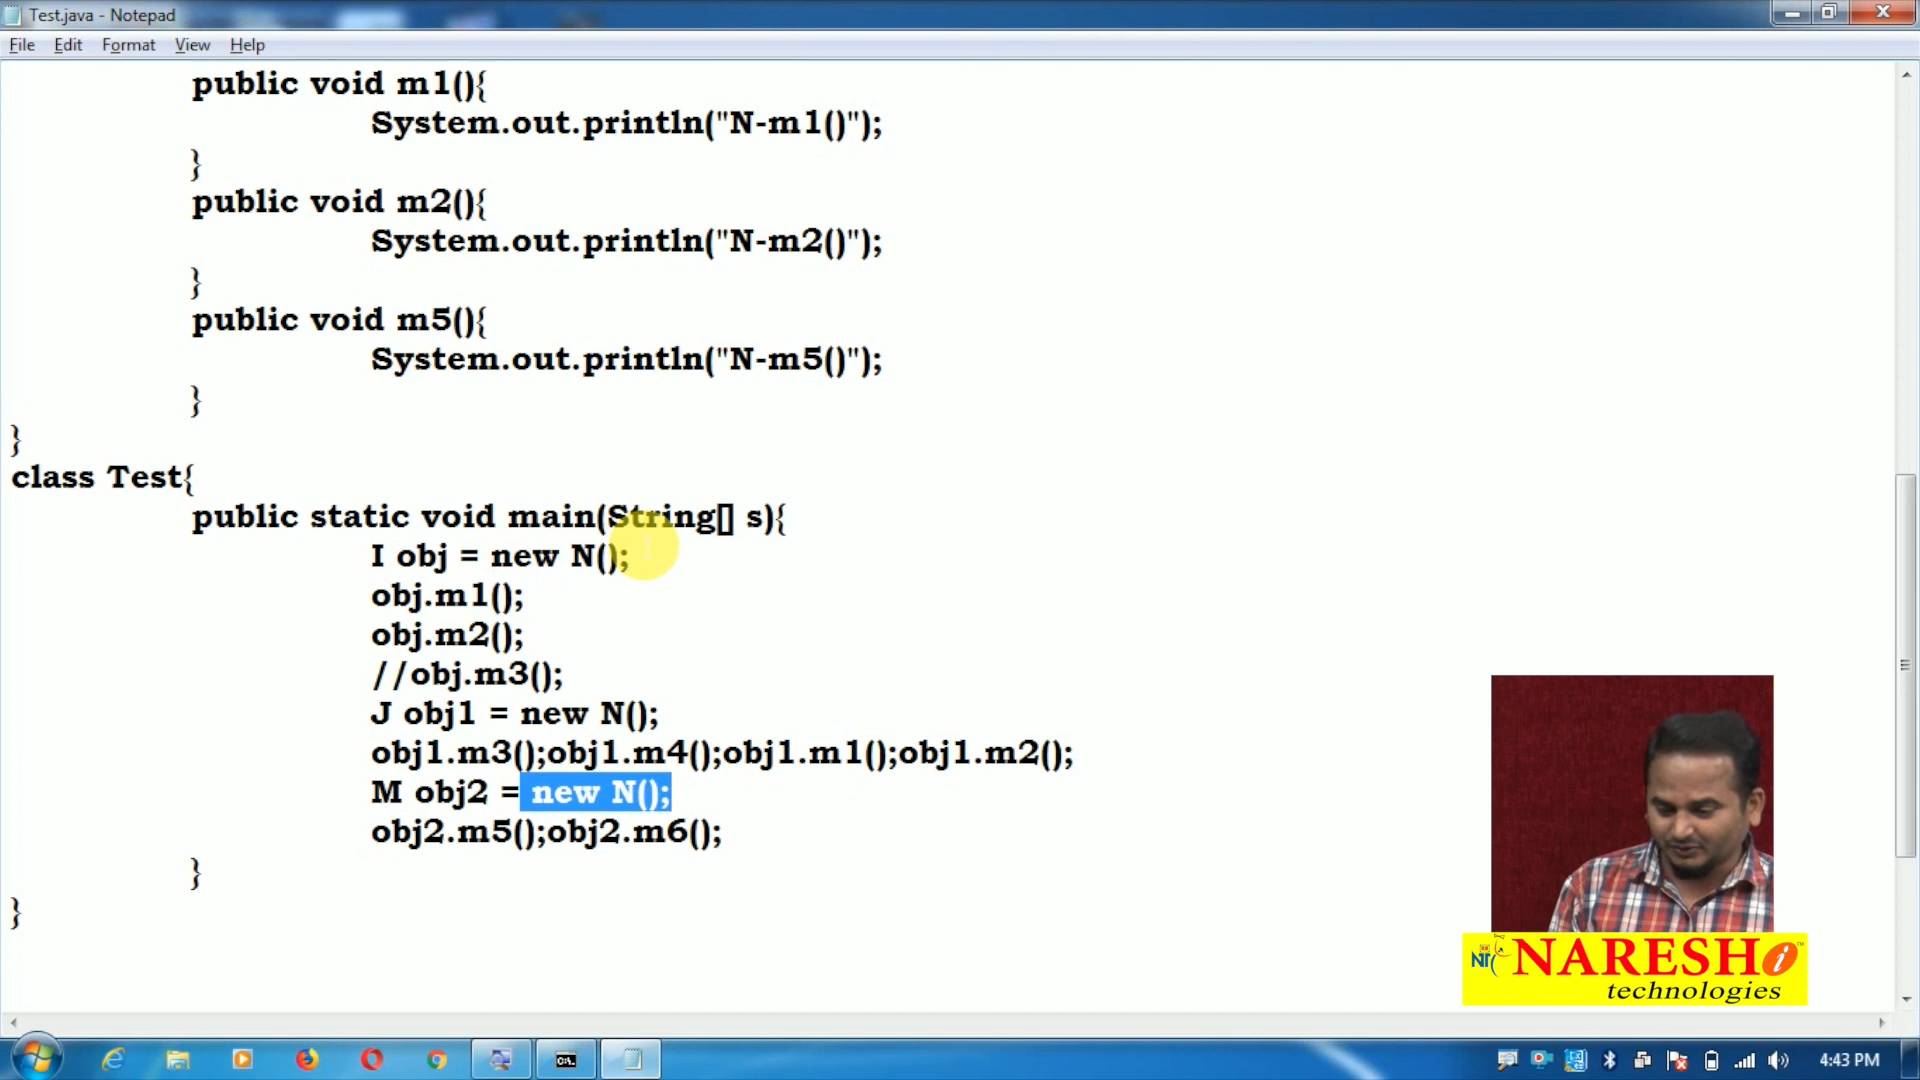 Test.java - Notepad
File Edit Format View Help
public void m1(){
System.out.println("N-m1()");
}
public void m2(){
System.out.println("N-m2()");
}
public void m5(){
System.out.println("N-m5()");
}
}
class Test{
public static void main(String[] s){
I obj = new N();
obj.m1();
obj.m2();
//obj.m3();
J obj1 = new N();
obj1.m3();obj1.m4();obj1.m1();obj1.m2();
M obj2 = new N();
obj2.m5();obj2.m6();
}
}
NARESH i
technologies
4:43 PM